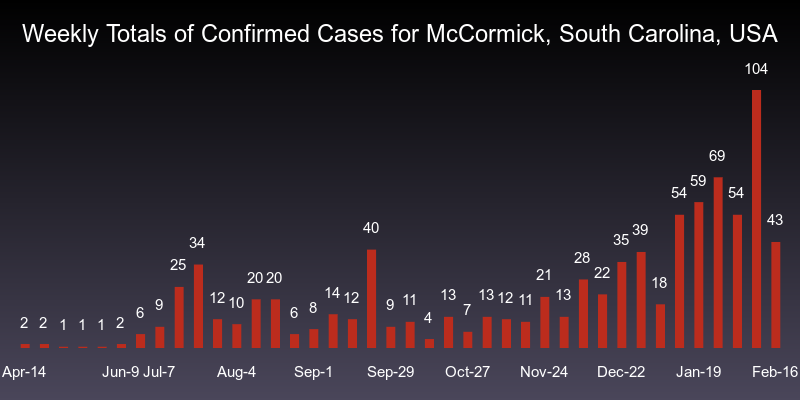 Weekly Totals of Confirmed Cases for McCormick, South Carolina, USA
2 2 1 1 1 2 6 9 25 34 12 10 20 20 6 8 14 12 40 9 11 4 13 7 13 12 11 21 13 28 22 35 39 18 54 59 69 54 104 43
Apr-14 Jun-9 Jul-7 Aug-4 Sep-1 Sep-29 Oct-27 Nov-24 Dec-22 Jan-19 Feb-16